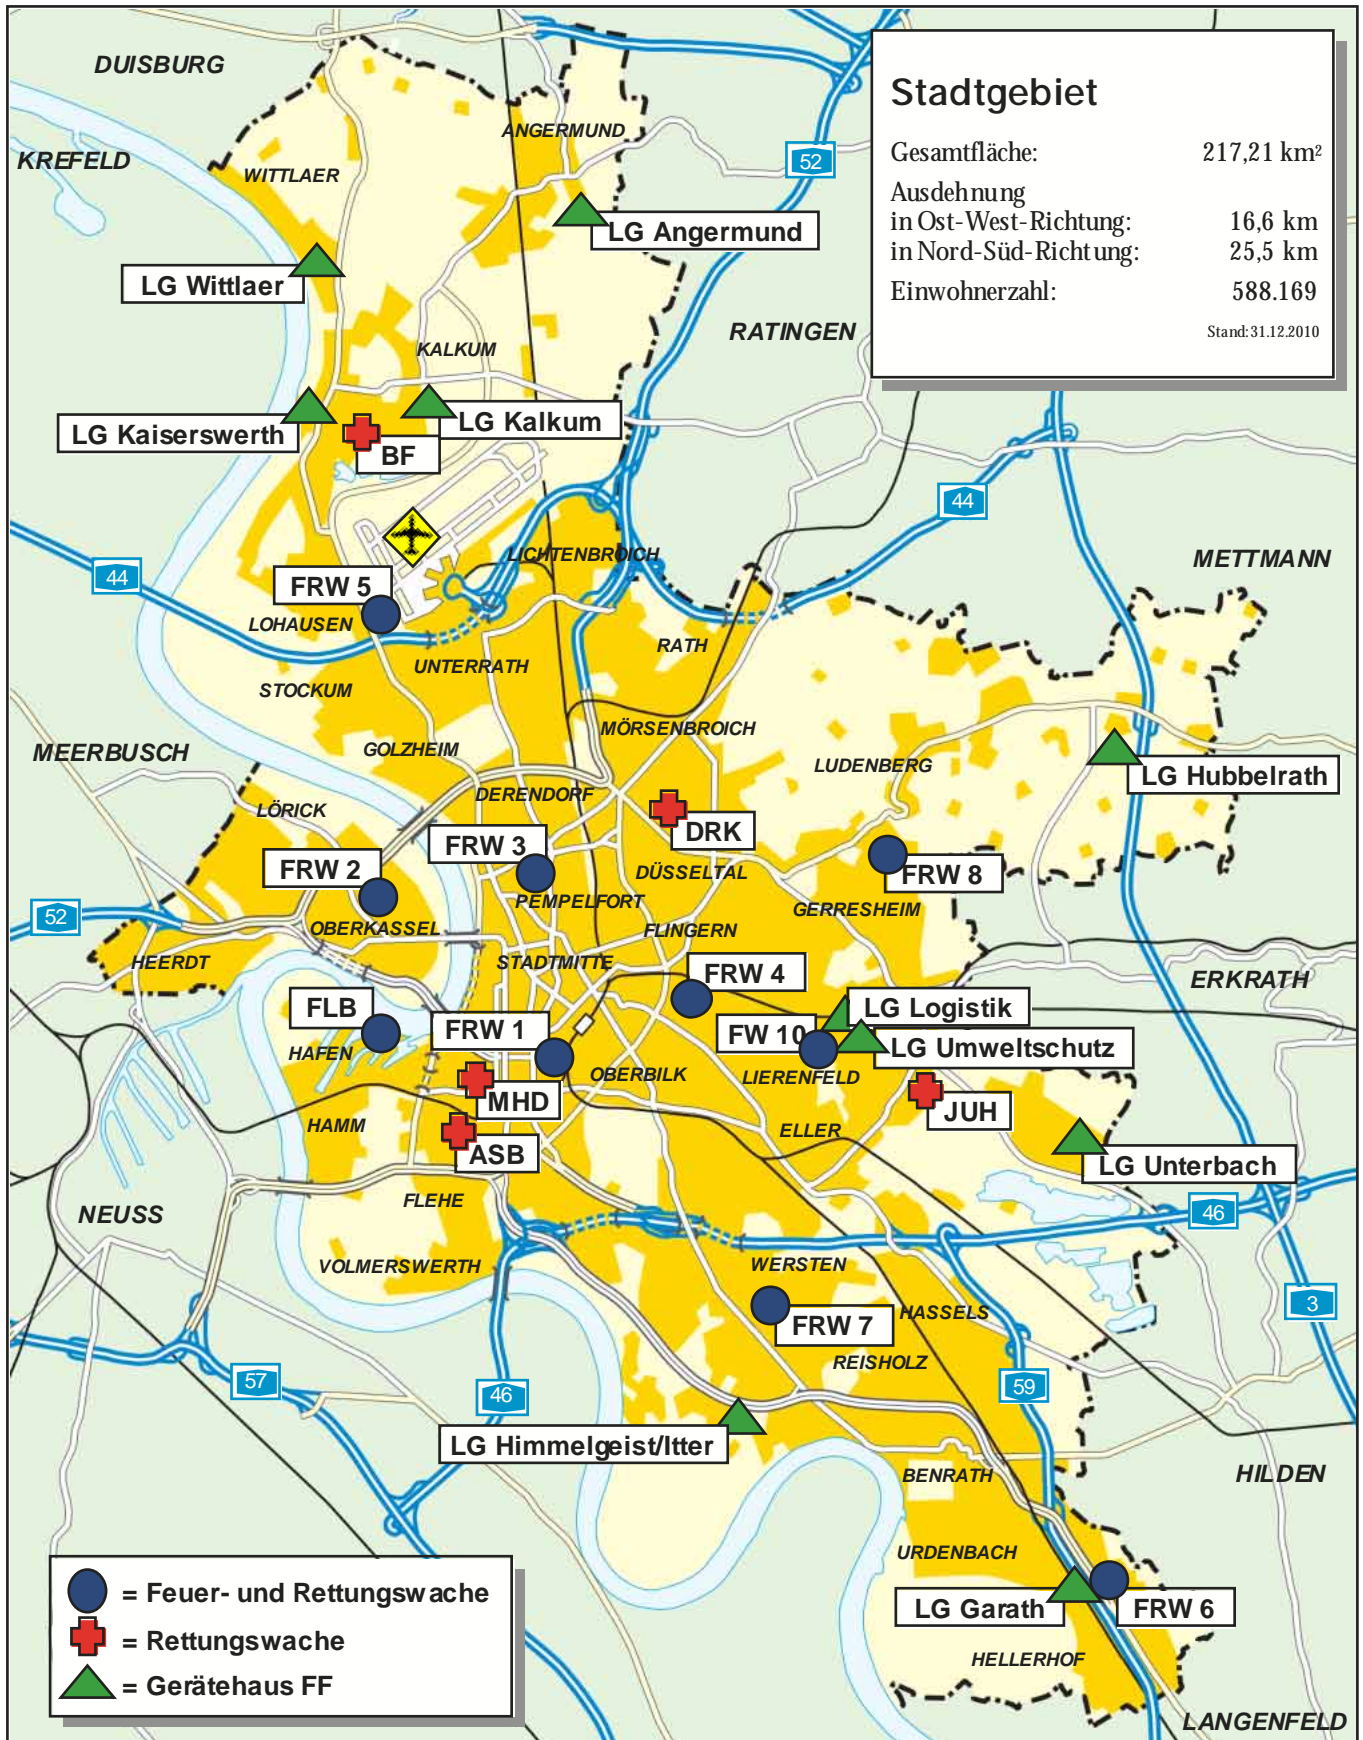 DUISBURG
KREFELD
WITTLAER
ANGERMUND
52
Stadtgebiet
Gesamtfläche: 217,21 km²
Ausdehnung
in Ost-West-Richtung: 16,6 km
in Nord-Süd-Richtung: 25,5 km
Einwohnerzahl: 588.169
Stand:31.12.2010
LG Angermund
LG Wittlaer
RATINGEN
KALKUM
LG Kaiserswerth
LG Kalkum
BF
44
44
LICHTENBROICH
METTMANN
FRW 5
LOHAUSEN
UNTERRATH
RATH
STOCKUM
MEERBUSCH
GOLZHEIM
MÖRSENBROICH
LUDENBERG
LG Hubbelrath
LÖRICK
DERENDORF
DRK
FRW 3
FRW 2
DÜSSELTAL
FRW 8
PEMPELFORT
GERRESHEIM
52
OBERKASSEL
FLINGERN
HEERDT
STADTMITTE
FRW 4
ERKRATH
FLB
LG Logistik
FRW 1
FW 10
LG Umweltschutz
HAFEN
OBERBILK
LIERENFELD
MHD
JUH
HAMM
ELLER
ASB
LG Unterbach
FLEHE
NEUSS
46
VOLMERSWERTH
WERSTEN
3
HASSELS
FRW 7
REISHOLZ
57
46
59
LG Himmelgeist/Itter
BENRATH
HILDEN
URDENBACH
LG Garath
FRW 6
HELLERHOF
LANGENFELD
= Feuer- und Rettungswache
= Rettungswache
= Gerätehaus FF